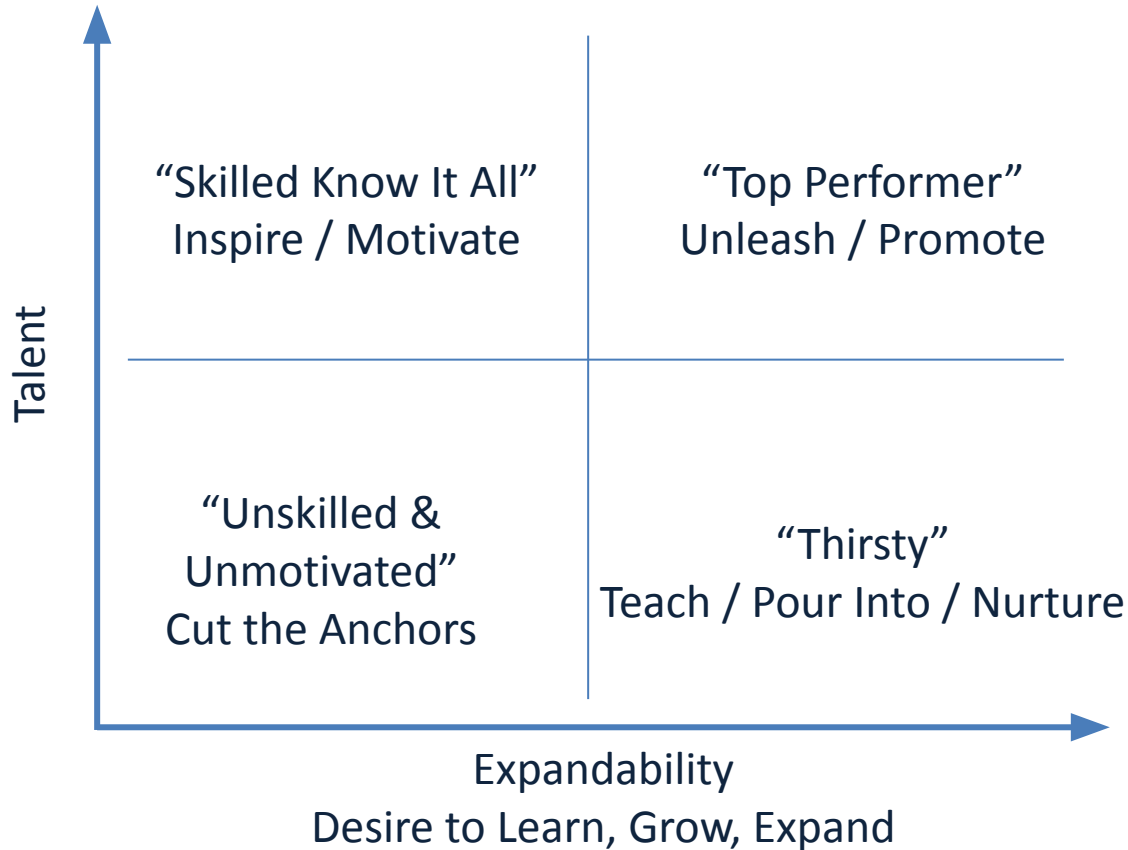 “Skilled Know It All”
Inspire / Motivate
“Top Performer”
Unleash / Promote
Talent
“Unskilled &
Unmotivated”
Cut the Anchors
“Thirsty”
Teach / Pour Into / Nurture
Expandability
Desire to Learn, Grow, Expand